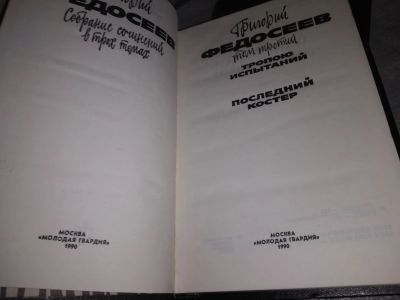 ФЕДОСЕЕВ
Собрание сочинений
в трех томах
МОСКВА
«МОЛОДАЯ ГВАРДИЯ»
1990
Григорий
ФЕДОСЕЕВ
том третий
ТРОПОЮ
ИСПЫТАНИЙ
ПОСЛЕДНИЙ
КОСТЕР
МОСКВА
«МОЛОДАЯ ГВАРДИЯ»
1990